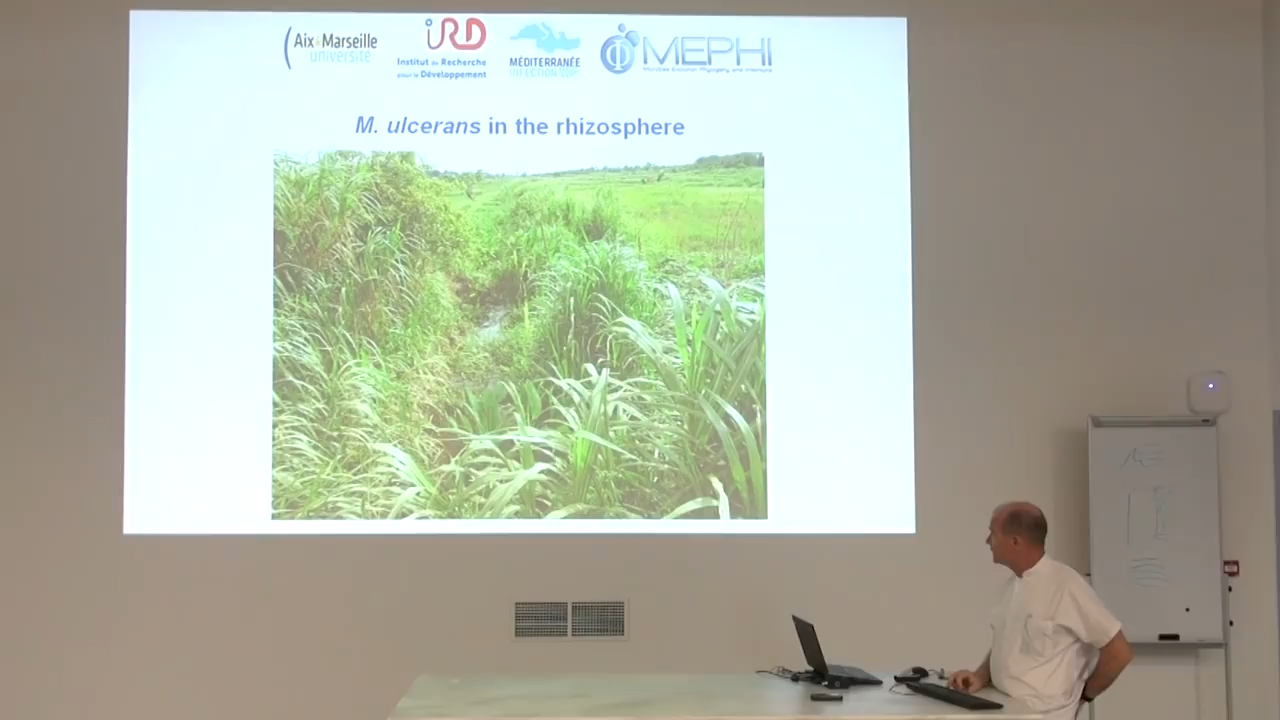 Aix Marseille
université
IRD
Institut de Recherche
pour le Développement
MÉDITERRANÉE
INFECTION
MEPHI
M. ulcerans in the rhizosphere